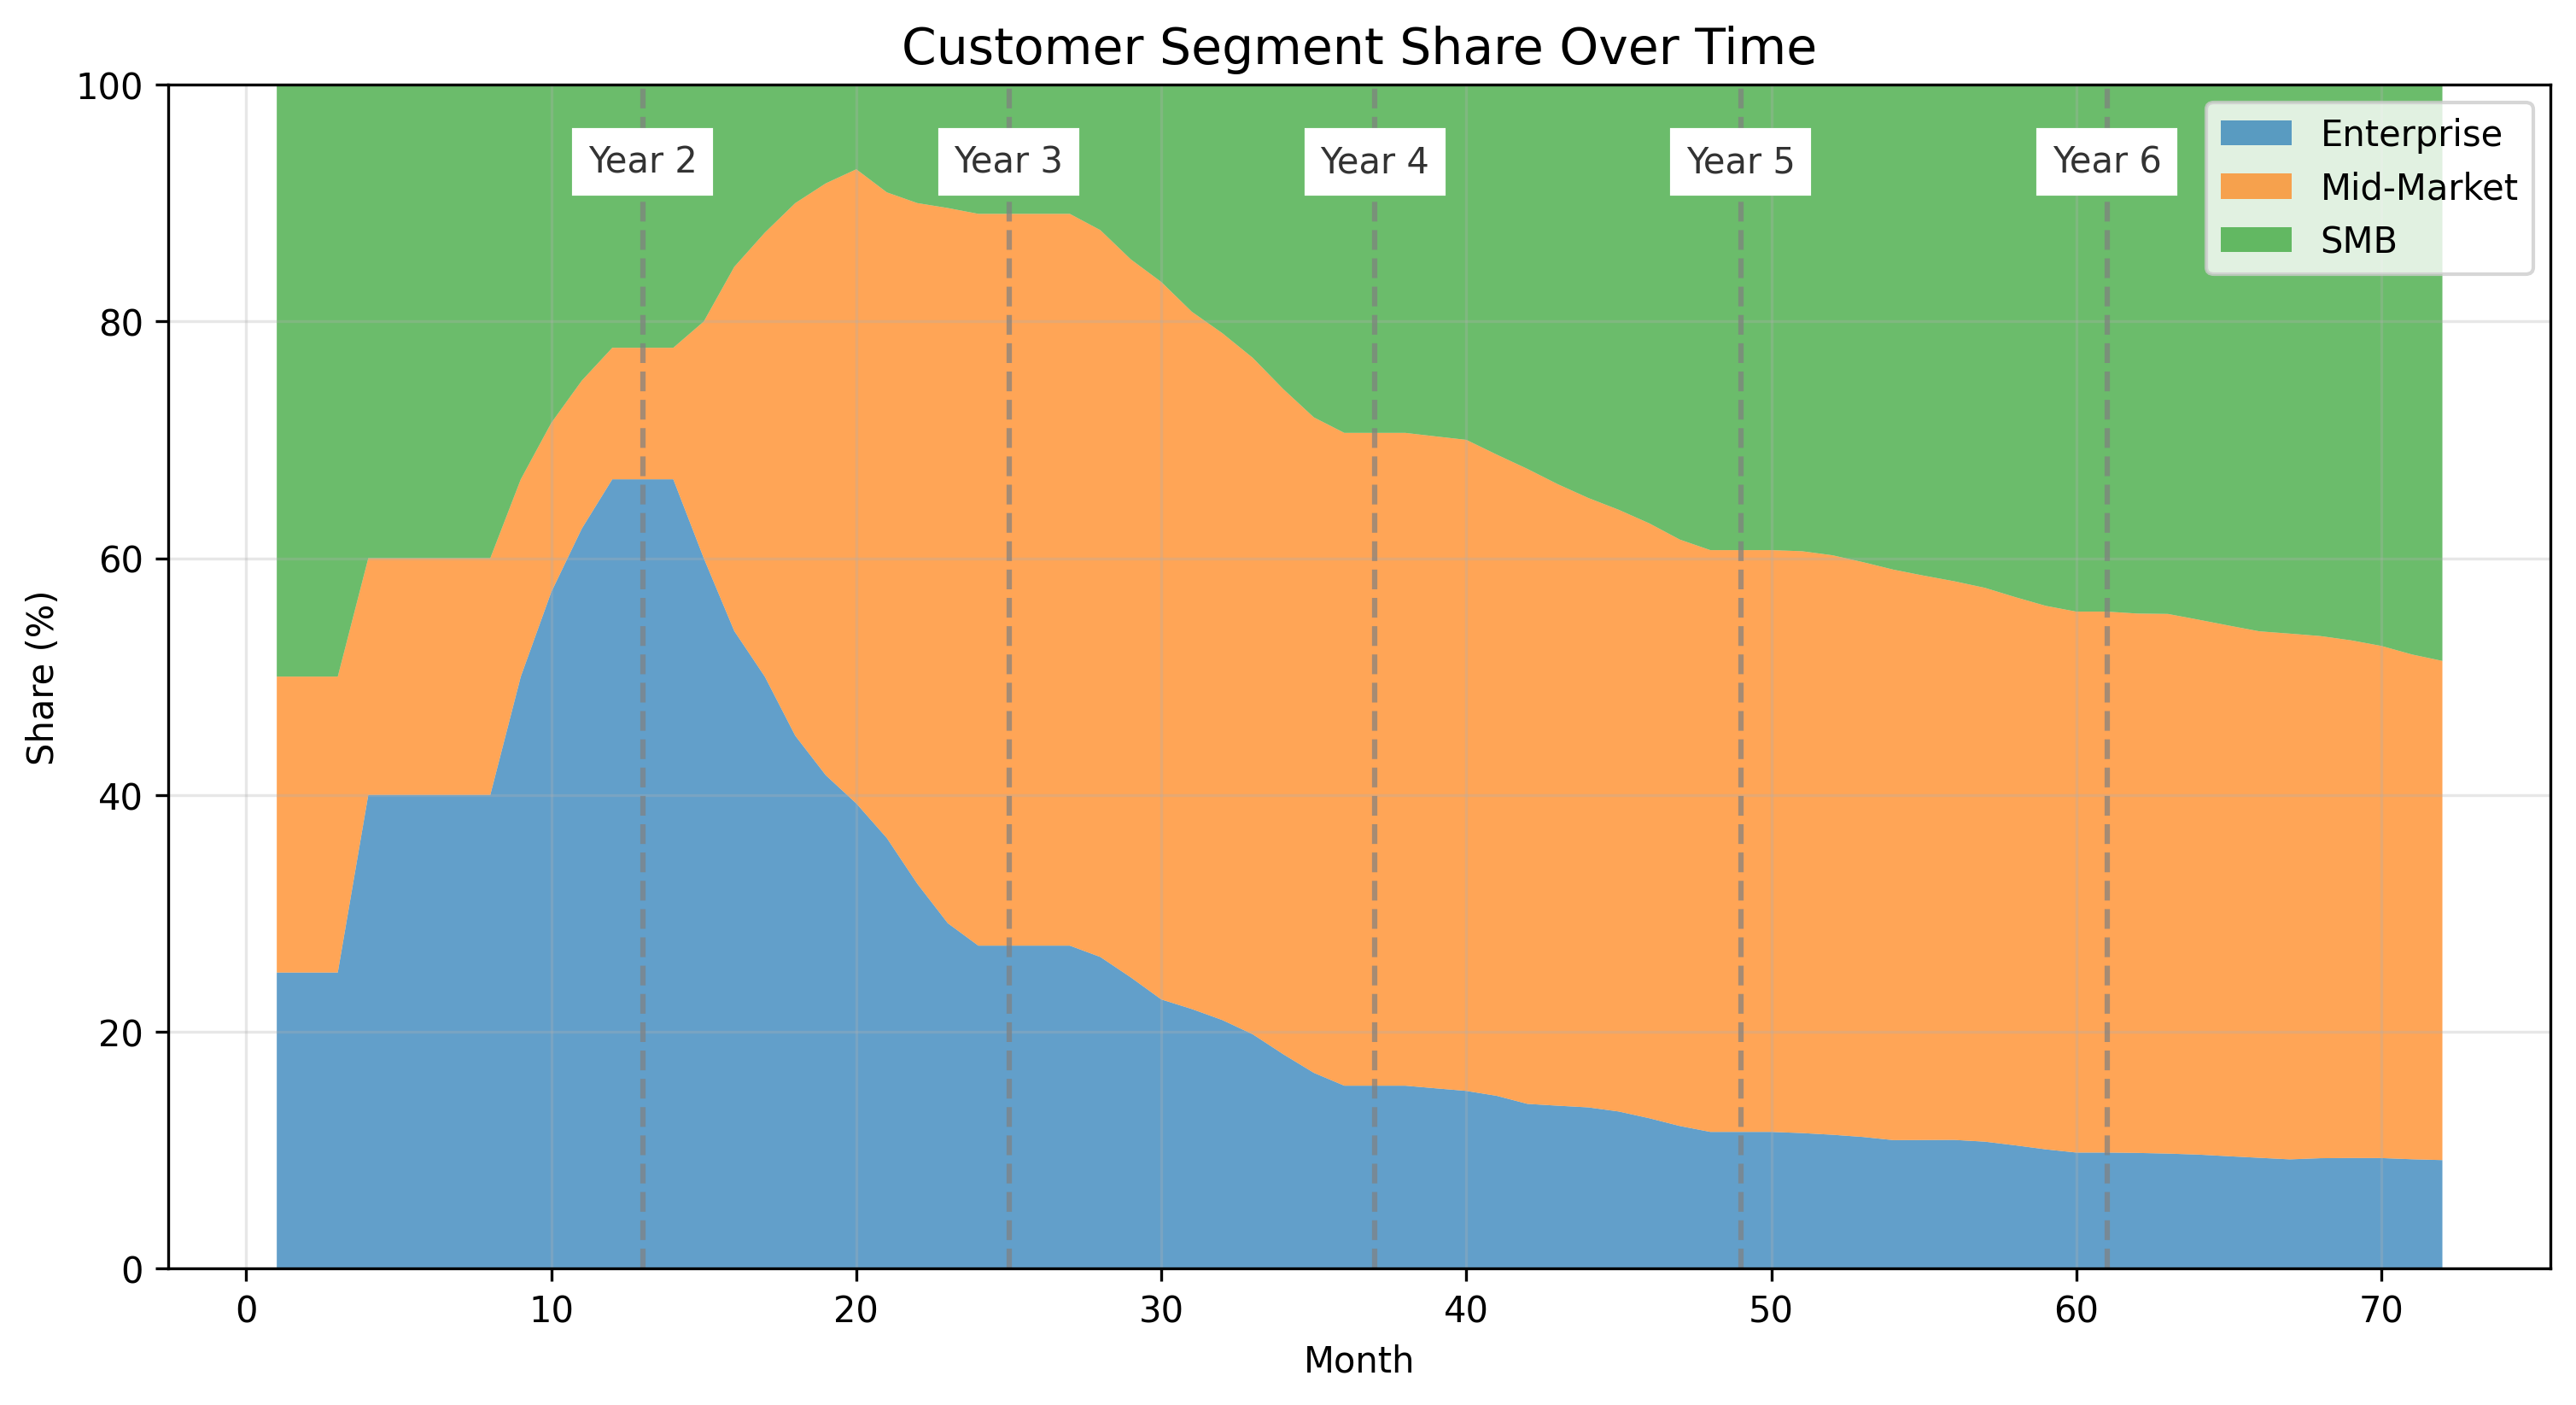 Customer Segment Share Over Time
100
80
60
40
20
0
Share (%)
Year 2
Year 3
Year 4
Year 5
Year 6
Enterprise
Mid-Market
SMB
0
10
20
30
40
50
60
70
Month